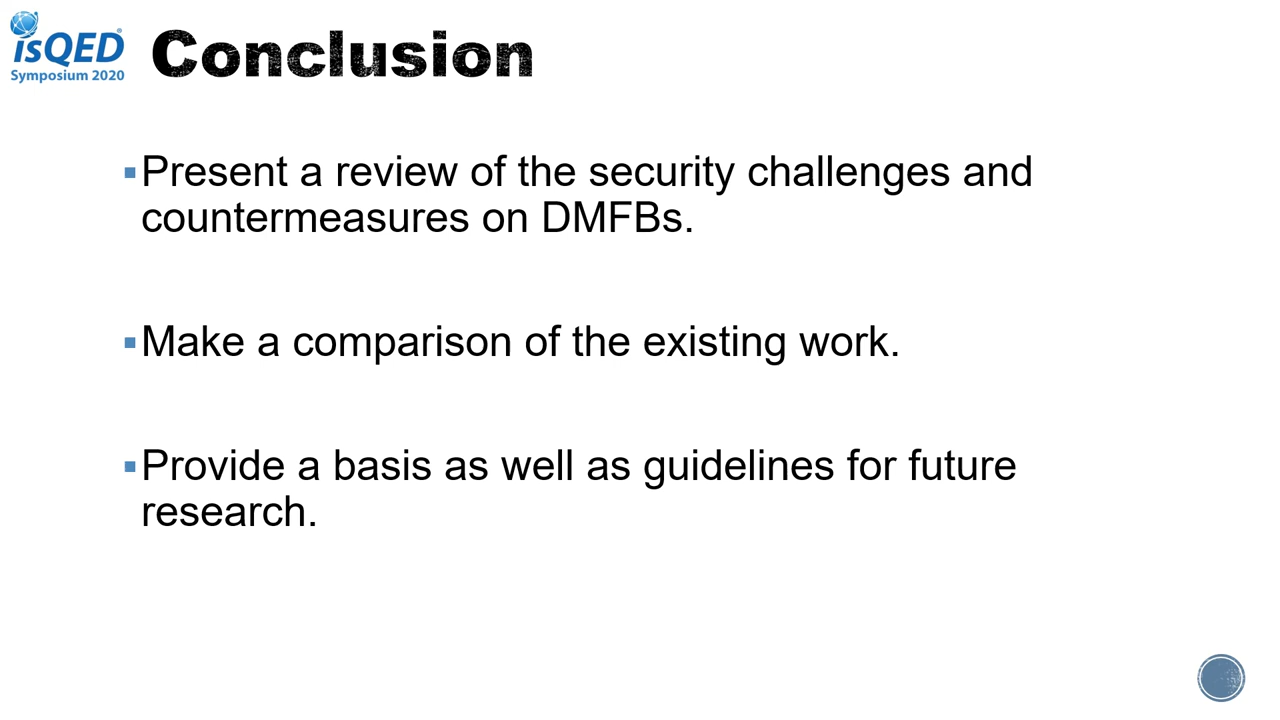 isQED
Symposium 2020
Conclusion
▪Present a review of the security challenges and
countermeasures on DMFBs.
▪Make a comparison of the existing work.
▪Provide a basis as well as guidelines for future
research.